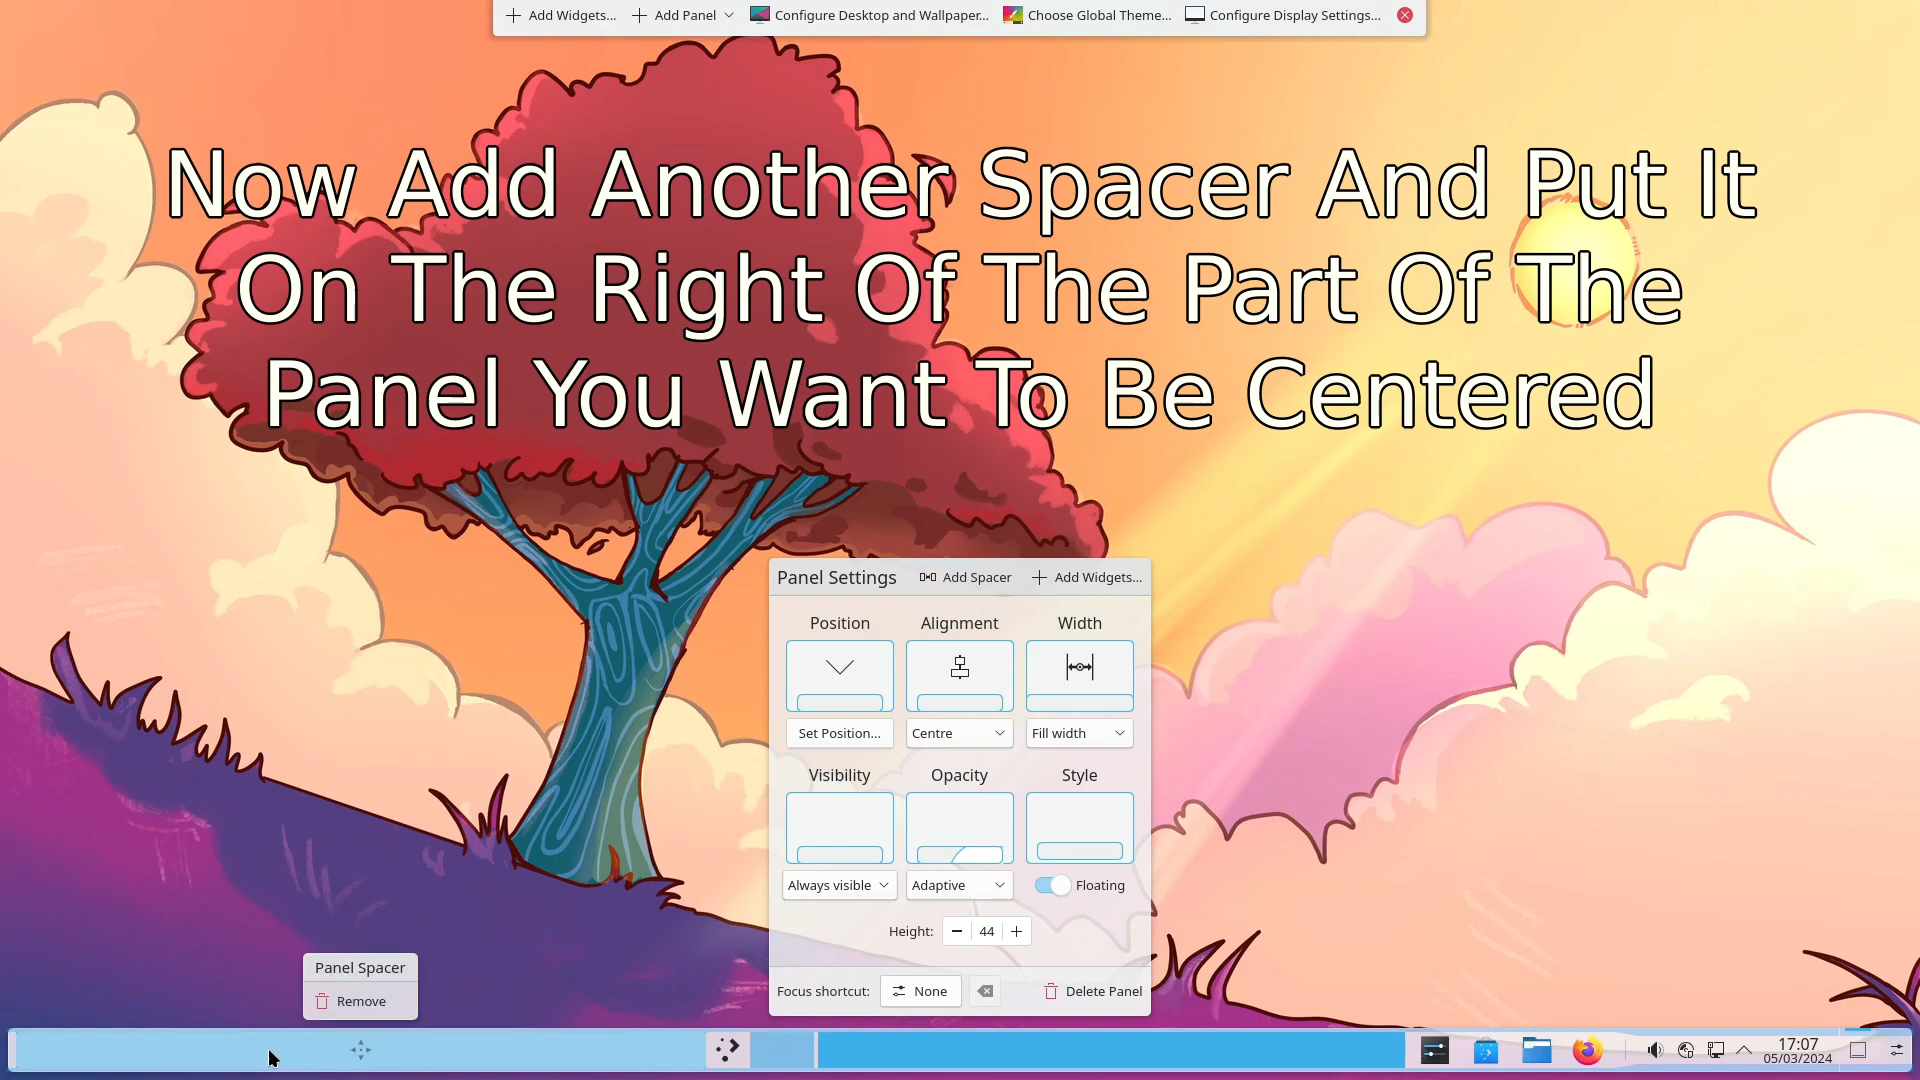 Add Widgets... Add Panel Configure Desktop and Wallpaper... Choose Global Theme... Configure Display Settings...
Now Add Another Spacer And Put It
On The Right Of The Part Of The
Panel You Want To Be Centered
Panel Settings Add Spacer Add Widgets...
Position Alignment Width
Set Position... Centre Fill width
Visibility Opacity Style
Always visible Adaptive Floating
Height: 44
Focus shortcut: None Delete Panel
Panel Spacer
Remove
17:07
05/03/2024